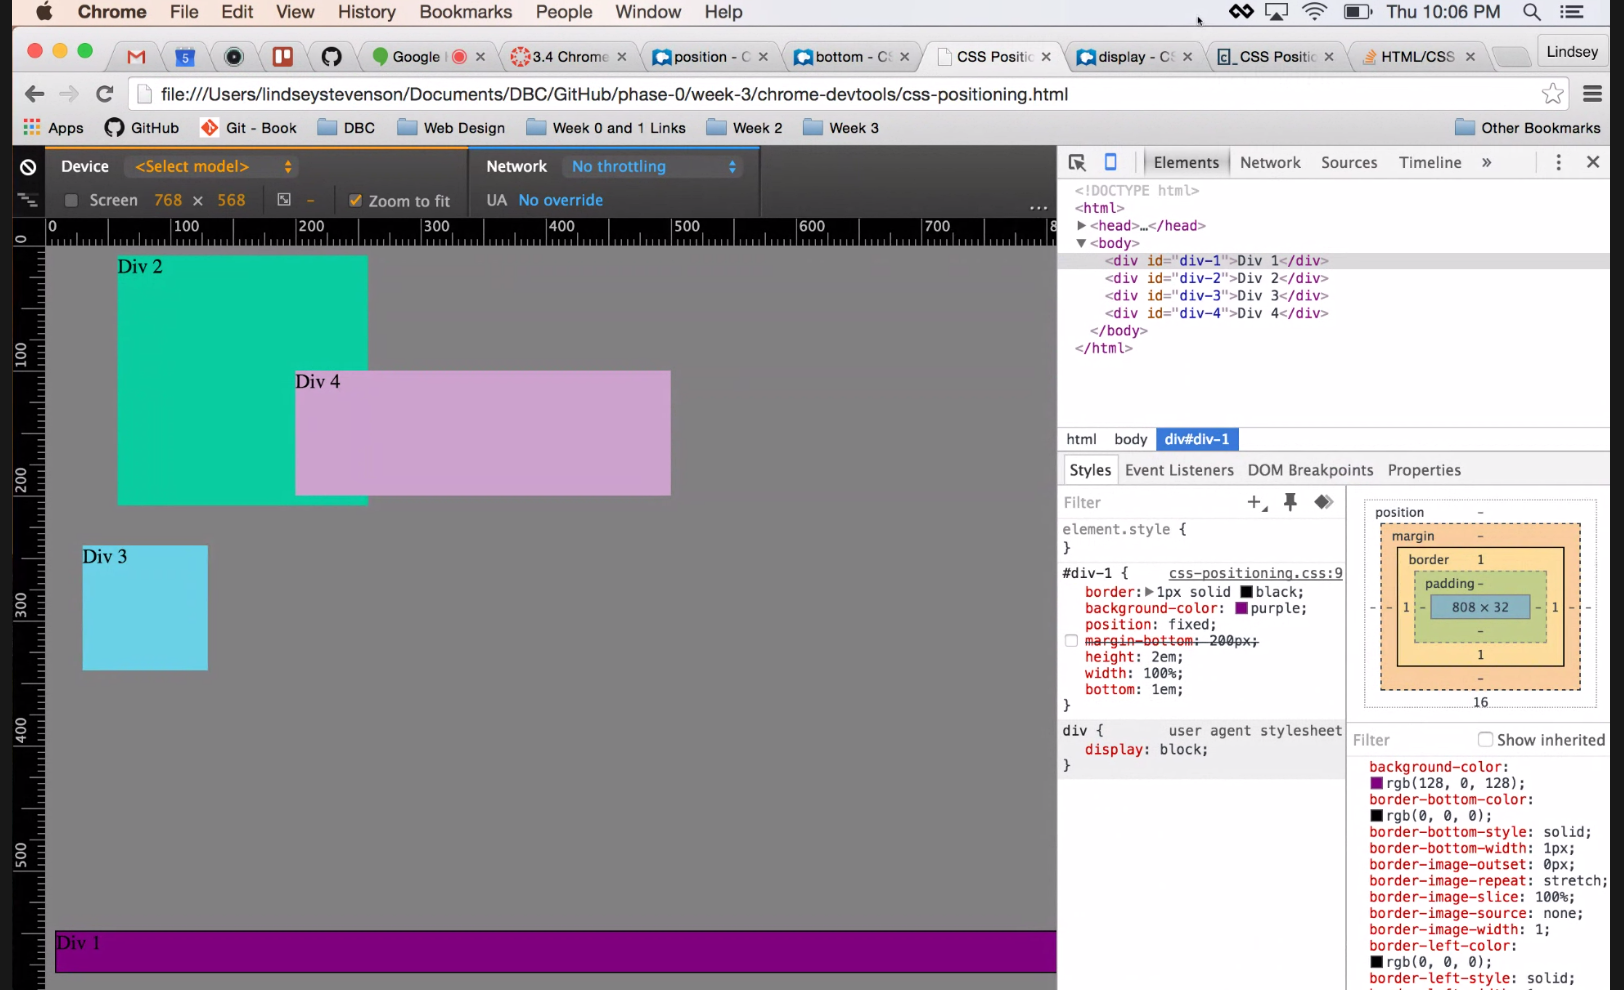 Chrome File Edit View History Bookmarks People Window Help Thu 10:06 PM
5 Google 3.4 Chrome position - C bottom - CS CSS Positic display - CS c_ CSS Positio HTML/CSS Lindsey
file:///Users/lindseystevenson/Documents/DBC/GitHub/phase-0/week-3/chrome-devtools/css-positioning.html
Apps GitHub Git - Book DBC Web Design Week 0 and 1 Links Week 2 Week 3 Other Bookmarks
Device <Select model> Network No throttling
Screen 768 × 568 – Zoom to fit UA No override ...
0 100 200 300 400 500 600 700 8
0
100
200
300
400
500
Div 2
Div 4
Div 3
Div 1
Elements Network Sources Timeline »
<!DOCTYPE html>
<html>
<head>…</head>
<body>
<div id="div-1">Div 1</div>
<div id="div-2">Div 2</div>
<div id="div-3">Div 3</div>
<div id="div-4">Div 4</div>
</body>
</html>
html body div#div-1
Styles Event Listeners DOM Breakpoints Properties
Filter
element.style {
}
#div-1 { css-positioning.css:9
border: 1px solid black;
background-color: purple;
position: fixed;
margin-bottom: 200px;
height: 2em;
width: 100%;
bottom: 1em;
}
div { user agent stylesheet
display: block;
}
position –
margin –
border 1
padding –
– – 1 – 808 × 32 – 1 – –
–
1
–
16
Filter Show inherited
background-color:
rgb(128, 0, 128);
border-bottom-color:
rgb(0, 0, 0);
border-bottom-style: solid;
border-bottom-width: 1px;
border-image-outset: 0px;
border-image-repeat: stretch;
border-image-slice: 100%;
border-image-source: none;
border-image-width: 1;
border-left-color:
rgb(0, 0, 0);
border-left-style: solid;